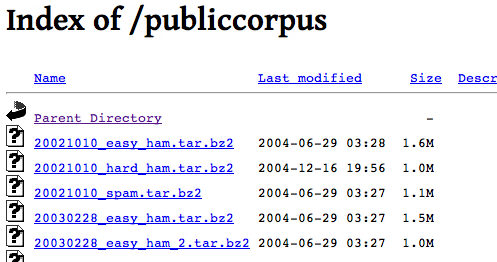 Index of /publiccorpus
Name Last modified Size Descr
Parent Directory -
20021010_easy_ham.tar.bz2 2004-06-29 03:28 1.6M
20021010_hard_ham.tar.bz2 2004-12-16 19:56 1.0M
20021010_spam.tar.bz2 2004-06-29 03:27 1.1M
20030228_easy_ham.tar.bz2 2004-06-29 03:27 1.5M
20030228_easy_ham_2.tar.bz2 2004-06-29 03:27 1.0M